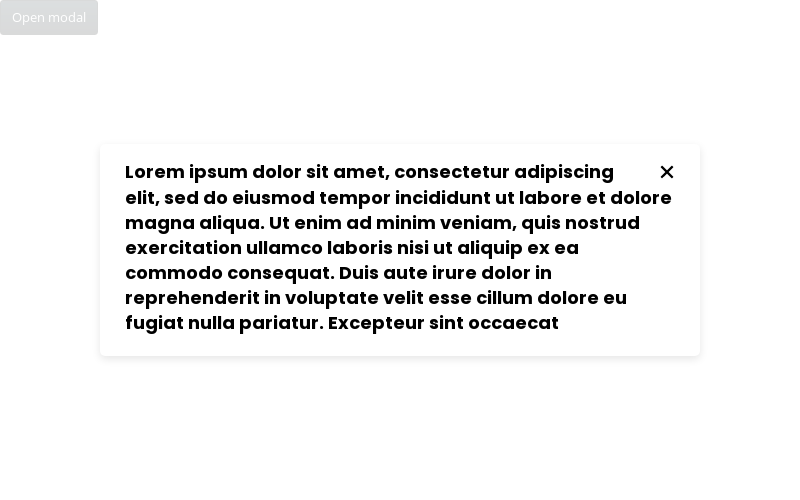 Open modal
Lorem ipsum dolor sit amet, consectetur adipiscing
elit, sed do eiusmod tempor incididunt ut labore et dolore
magna aliqua. Ut enim ad minim veniam, quis nostrud
exercitation ullamco laboris nisi ut aliquip ex ea
commodo consequat. Duis aute irure dolor in
reprehenderit in voluptate velit esse cillum dolore eu
fugiat nulla pariatur. Excepteur sint occaecat